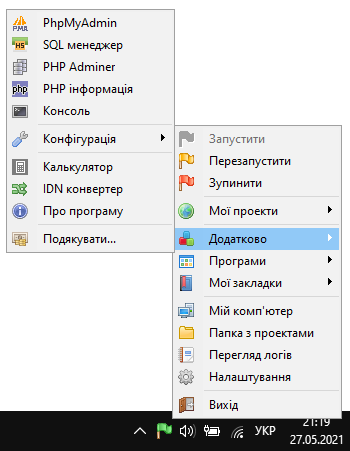 PhpMyAdmin
SQL менеджер
PHP Adminer
PHP інформація
Консоль
Конфігурація
Калькулятор
IDN конвертер
Про програму
Подякувати...
Запустити
Перезапустити
Зупинити
Мої проекти
Додатково
Програми
Мої закладки
Мій комп'ютер
Папка з проектами
Перегляд логів
Налаштування
Вихід
УКР
21:19
27.05.2021
PMA
HS
php